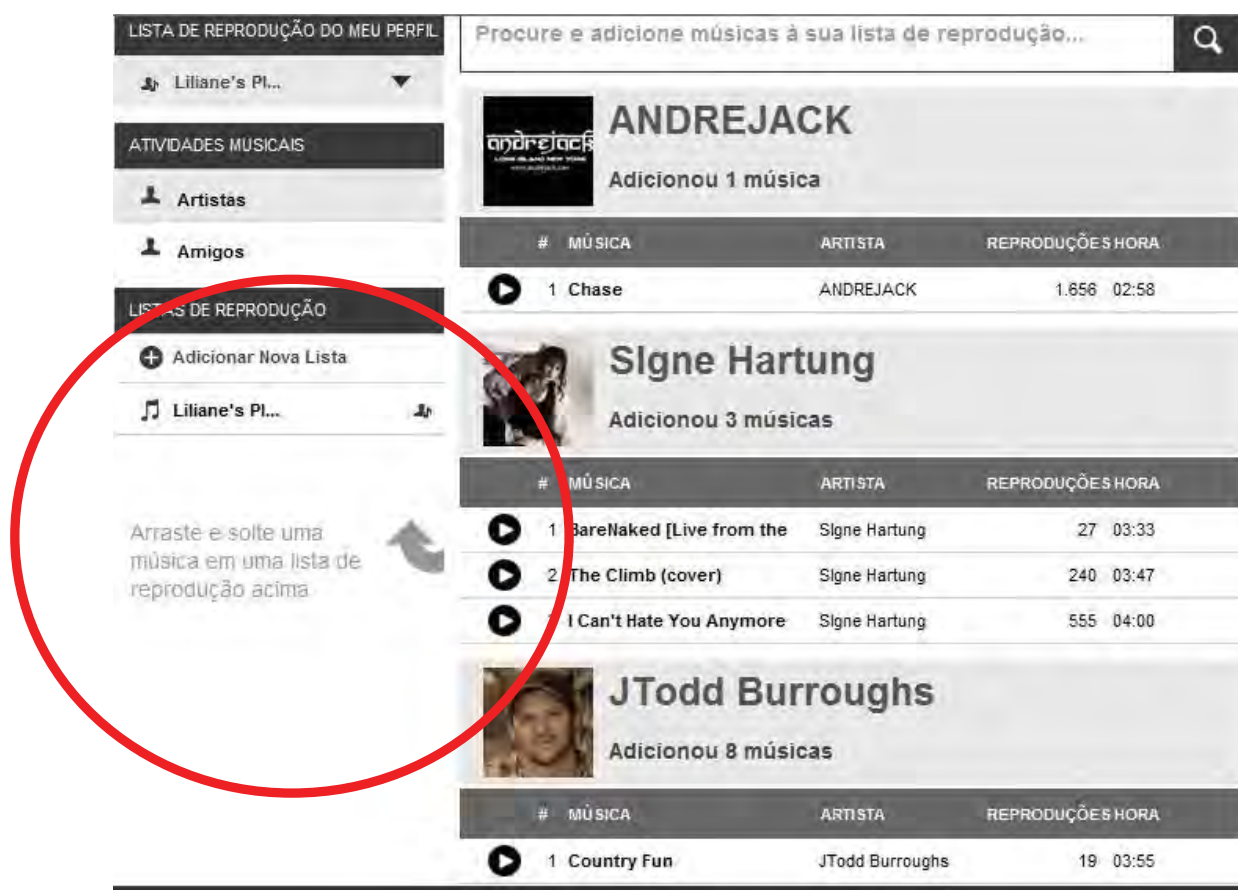 LISTA DE REPRODUÇÃO DO MEU PERFIL
Liliane's Pl...
ATIVIDADES MUSICAIS
Artistas
Amigos
LISTAS DE REPRODUÇÃO
Adicionar Nova Lista
Liliane's Pl...
Arraste e solte uma
música em uma lista de
reprodução acima
Procure e adicione músicas à sua lista de reprodução...
andrejack
ANDREJACK
Adicionou 1 música
# MÚSICA ARTISTA REPRODUÇÕES HORA
1 Chase ANDREJACK 1.656 02:58
SIgne Hartung
Adicionou 3 músicas
# MÚSICA ARTISTA REPRODUÇÕES HORA
1 BareNaked [Live from the SIgne Hartung 27 03:33
2 The Climb (cover) SIgne Hartung 240 03:47
I Can't Hate You Anymore SIgne Hartung 555 04:00
JTodd Burroughs
Adicionou 8 músicas
# MÚSICA ARTISTA REPRODUÇÕES HORA
1 Country Fun JTodd Burroughs 19 03:55